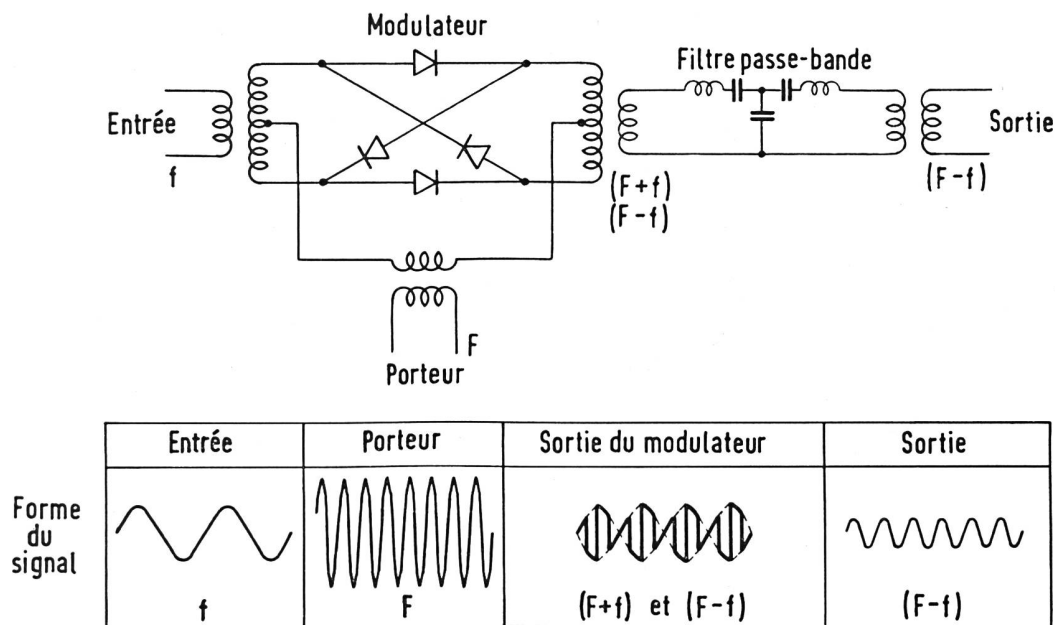 Modulateur
Filtre passe-bande
Entrée
f
Sortie
(F+f)
(F-f)
(F-f)
F
Porteur
Entrée
Porteur
Sortie du modulateur
Sortie
Forme
du
signal
f
F
(F+f) et (F-f)
(F-f)